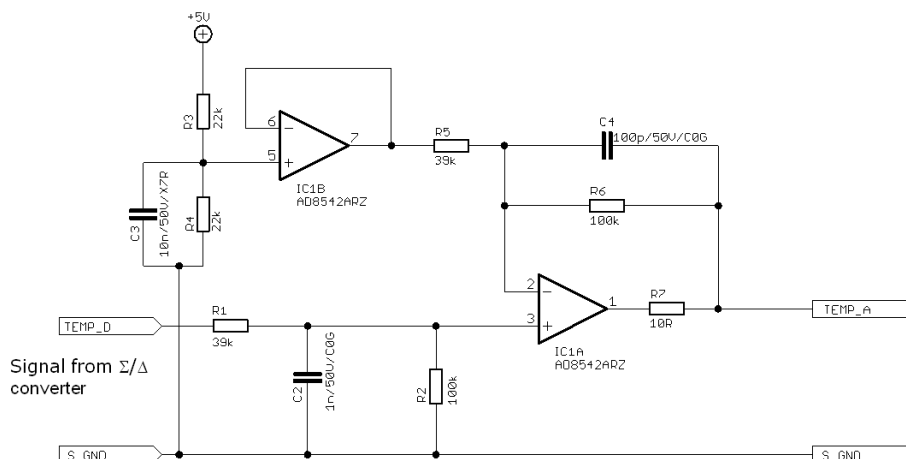 +5V
R3
22k
6
7
5
IC1B
AD8542ARZ
R5
39k
C4
100p/50V/C0G
R6
100k
C3
10n/50V/X7R
R4
22k
2
1
3
IC1A
AD8542ARZ
R7
10R
TEMP_A
TEMP_D
R1
39k
Signal from Σ/Δ
converter
C2
1n/50V/C0G
R2
100k
S_GND
S_GND